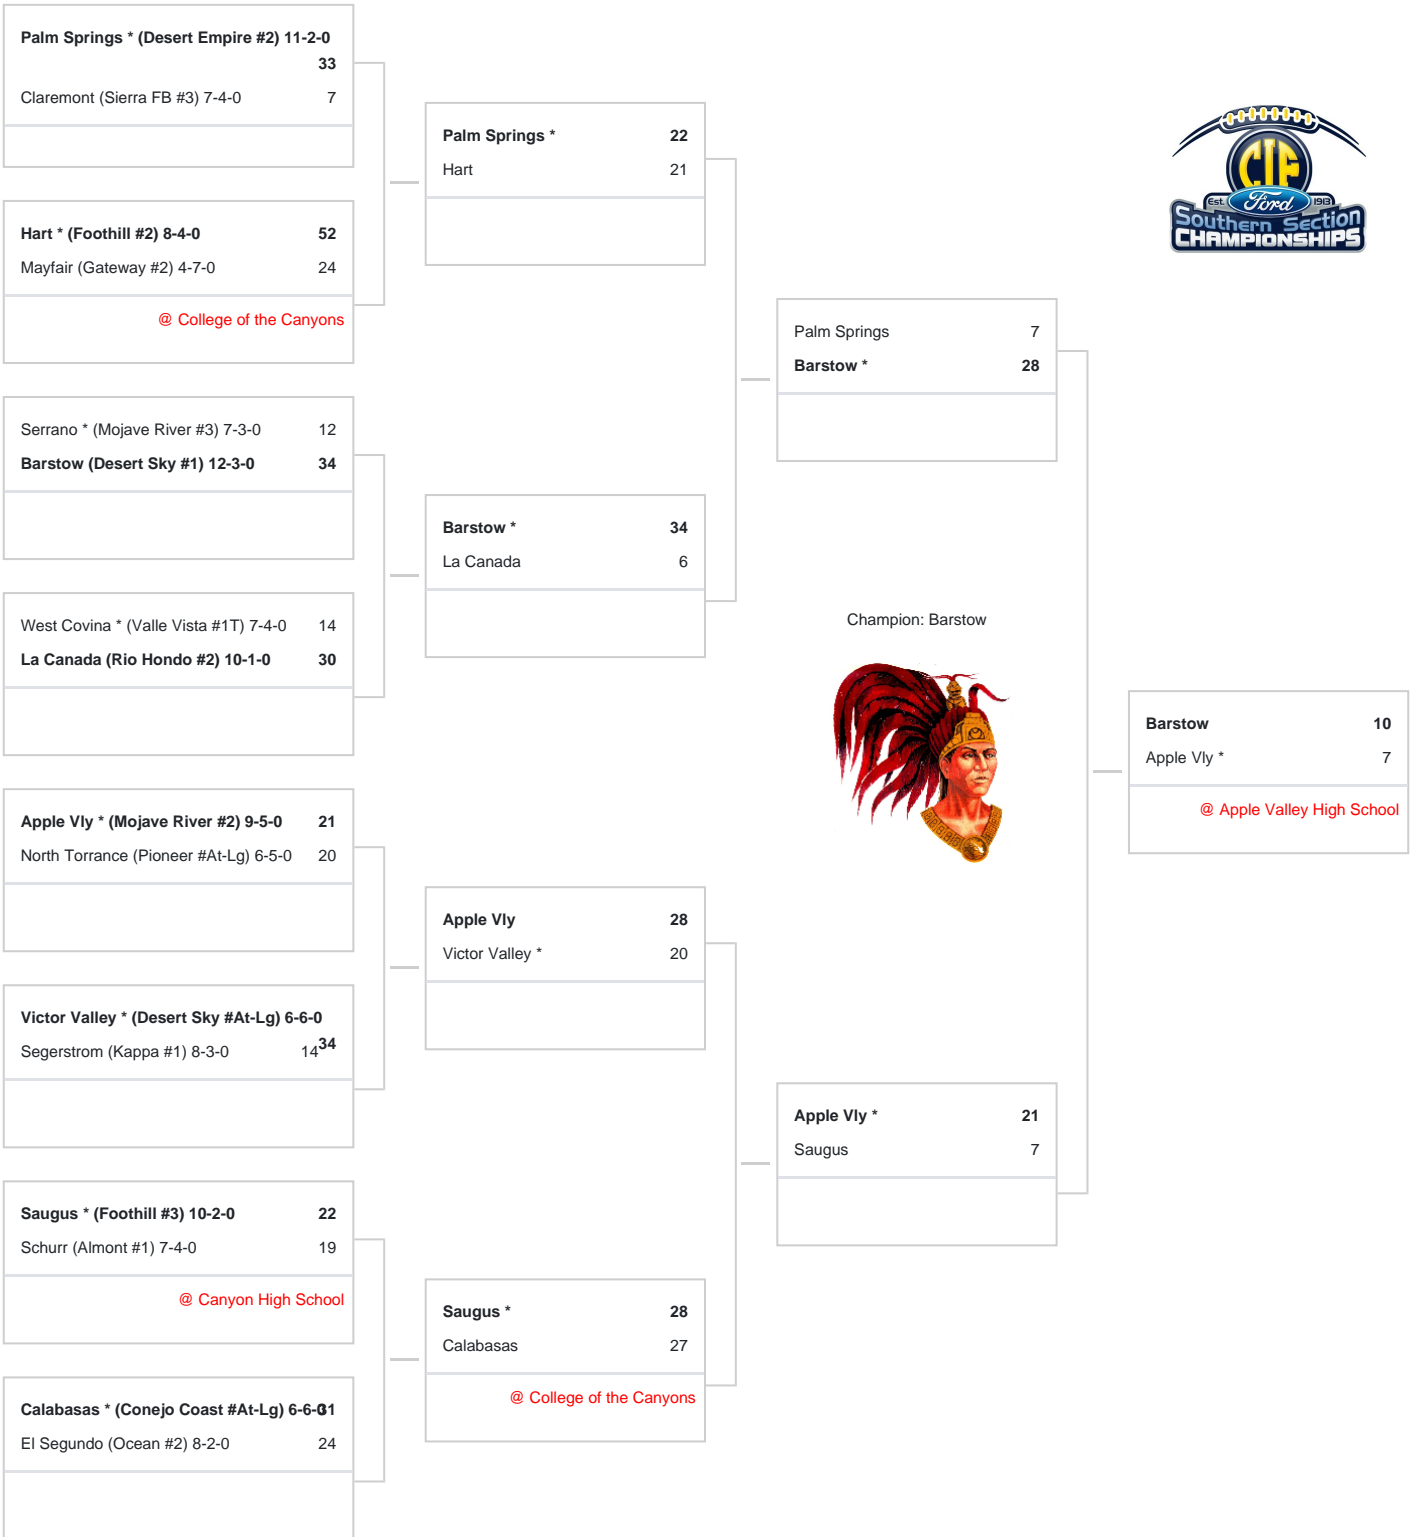 Palm Springs * (Desert Empire #2) 11-2-0
33
Claremont (Sierra FB #3) 7-4-0 7
Hart * (Foothill #2) 8-4-0 52
Mayfair (Gateway #2) 4-7-0 24
@ College of the Canyons
Serrano * (Mojave River #3) 7-3-0 12
Barstow (Desert Sky #1) 12-3-0 34
West Covina * (Valle Vista #1T) 7-4-0 14
La Canada (Rio Hondo #2) 10-1-0 30
Apple Vly * (Mojave River #2) 9-5-0 21
North Torrance (Pioneer #At-Lg) 6-5-0 20
Victor Valley * (Desert Sky #At-Lg) 6-6-0
34
Segerstrom (Kappa #1) 8-3-0 14
Saugus * (Foothill #3) 10-2-0 22
Schurr (Almont #1) 7-4-0 19
@ Canyon High School
Calabasas * (Conejo Coast #At-Lg) 6-6-0 31
El Segundo (Ocean #2) 8-2-0 24
Palm Springs * 22
Hart 21
Barstow * 34
La Canada 6
Apple Vly 28
Victor Valley * 20
Saugus * 28
Calabasas 27
@ College of the Canyons
Palm Springs 7
Barstow * 28
Champion: Barstow
Apple Vly * 21
Saugus 7
CIF
Est. Ford 1913
Southern Section
CHAMPIONSHIPS
Barstow 10
Apple Vly * 7
@ Apple Valley High School